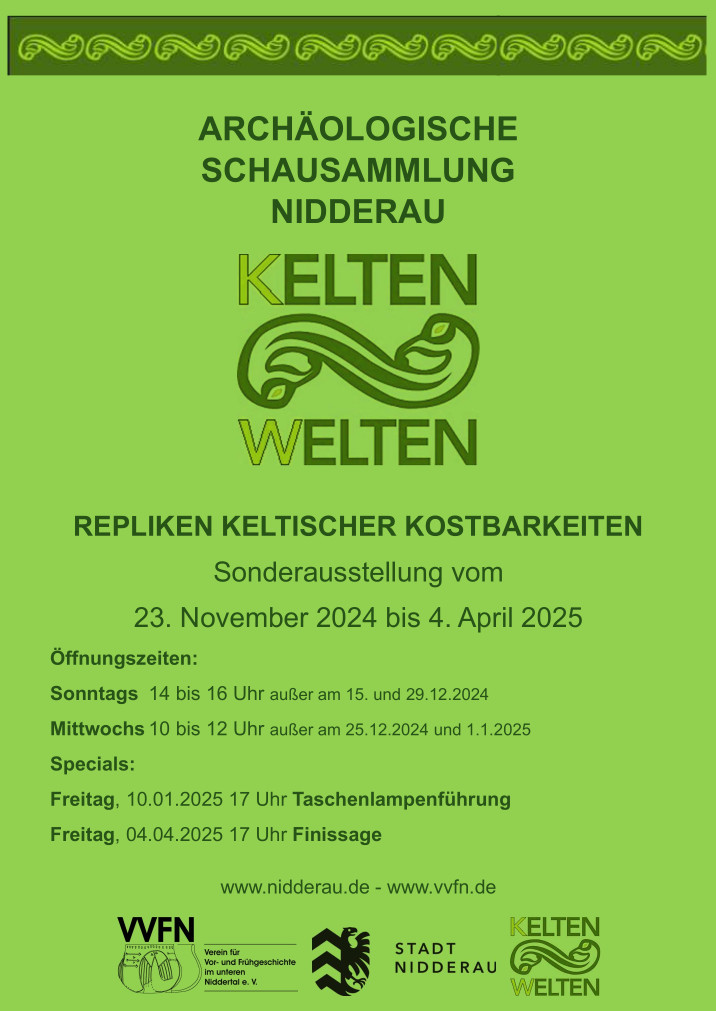 ARCHÄOLOGISCHE
SCHAUSAMMLUNG
NIDDERAU
KELTEN
WELTEN
REPLIKEN KELTISCHER KOSTBARKEITEN
Sonderausstellung vom
23. November 2024 bis 4. April 2025
Öffnungszeiten:
Sonntags 14 bis 16 Uhr außer am 15. und 29.12.2024
Mittwochs 10 bis 12 Uhr außer am 25.12.2024 und 1.1.2025
Specials:
Freitag, 10.01.2025 17 Uhr Taschenlampenführung
Freitag, 04.04.2025 17 Uhr Finissage
www.nidderau.de - www.vvfn.de
VVFN
Verein für
Vor- und Frühgeschichte
im unteren
Niddertal e. V.
STADT
NIDDERAU
KELTEN
WELTEN